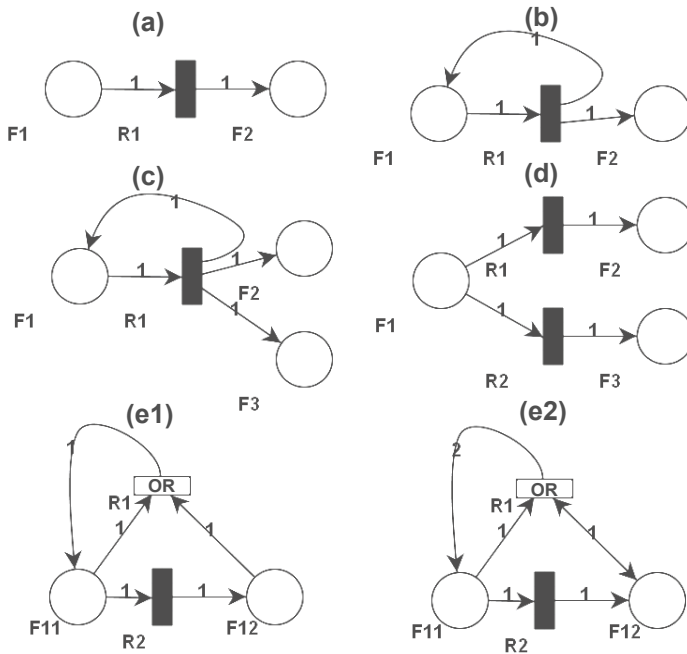 (a)
1 1
F1 R1 F2
(b)
1
1 1
F1 R1 F2
(c)
1
1 1
F1 R1 F2
1
F3
(d)
1 1
R1 F2
F1
1 1
R2 F3
(e1)
1
OR
R1
1 1
1 1
F11 R2 F12
(e2)
2
OR
R1
1 1
1 1
F11 R2 F12